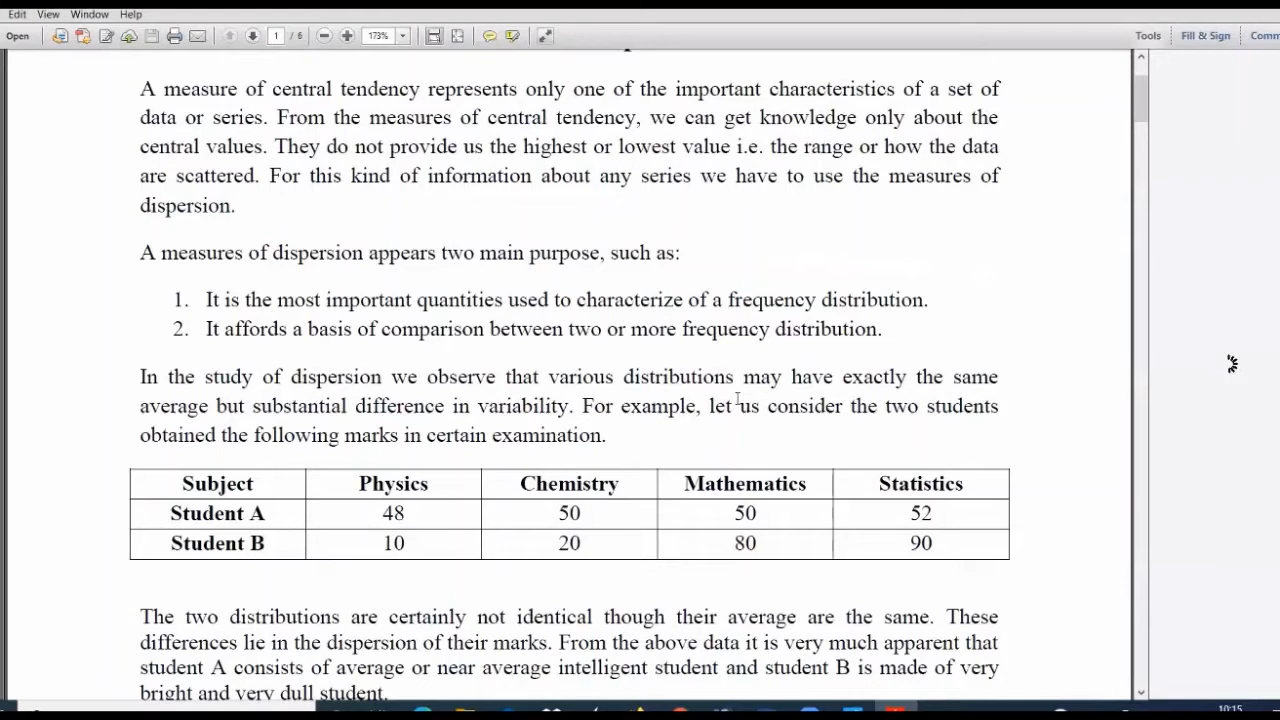 Edit View Window Help
Open 1 / 6 173% Tools Fill & Sign Comm
A measure of central tendency represents only one of the important characteristics of a set of
data or series. From the measures of central tendency, we can get knowledge only about the
central values. They do not provide us the highest or lowest value i.e. the range or how the data
are scattered. For this kind of information about any series we have to use the measures of
dispersion.
A measures of dispersion appears two main purpose, such as:
1. It is the most important quantities used to characterize of a frequency distribution.
2. It affords a basis of comparison between two or more frequency distribution.
In the study of dispersion we observe that various distributions may have exactly the same
average but substantial difference in variability. For example, let us consider the two students
obtained the following marks in certain examination.
Subject Physics Chemistry Mathematics Statistics
Student A 48 50 50 52
Student B 10 20 80 90
The two distributions are certainly not identical though their average are the same. These
differences lie in the dispersion of their marks. From the above data it is very much apparent that
student A consists of average or near average intelligent student and student B is made of very
bright and very dull student.
10:15